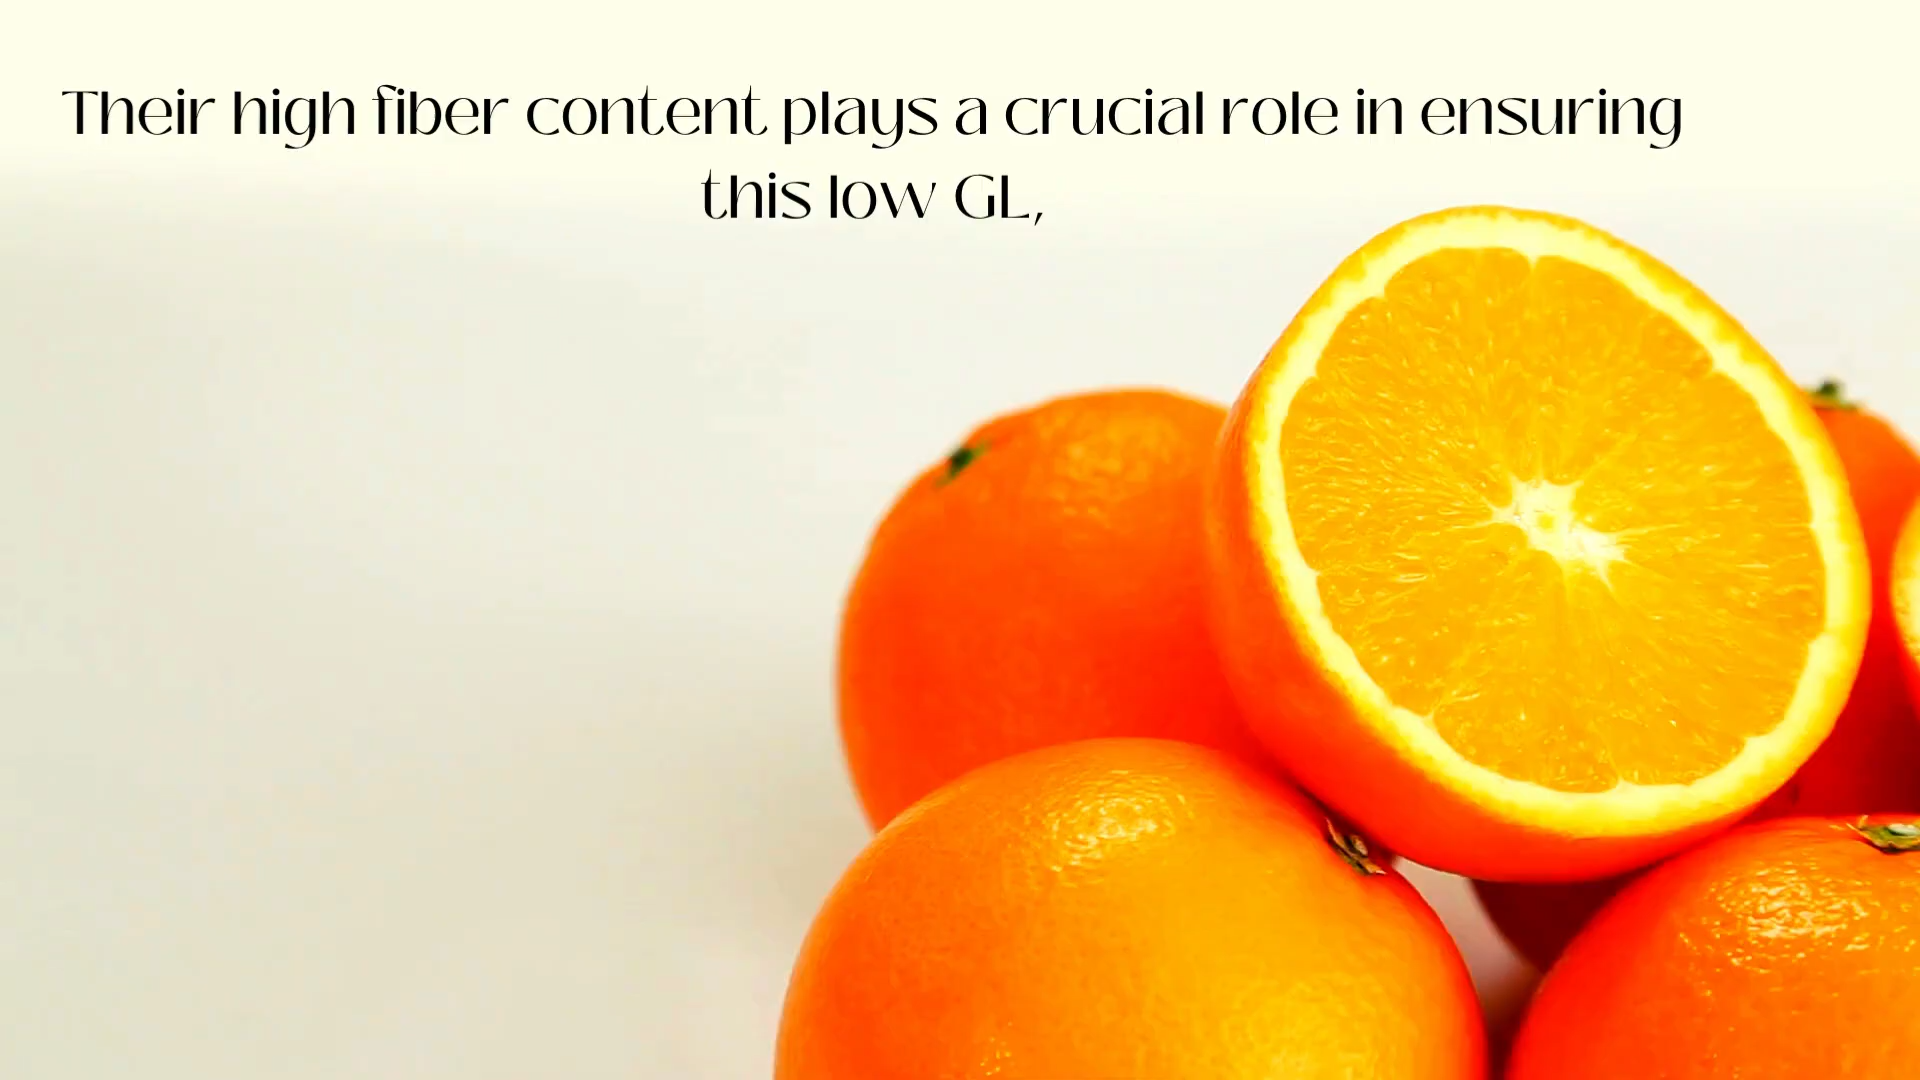 Their high fiber content plays a crucial role in ensuring
this low GL,